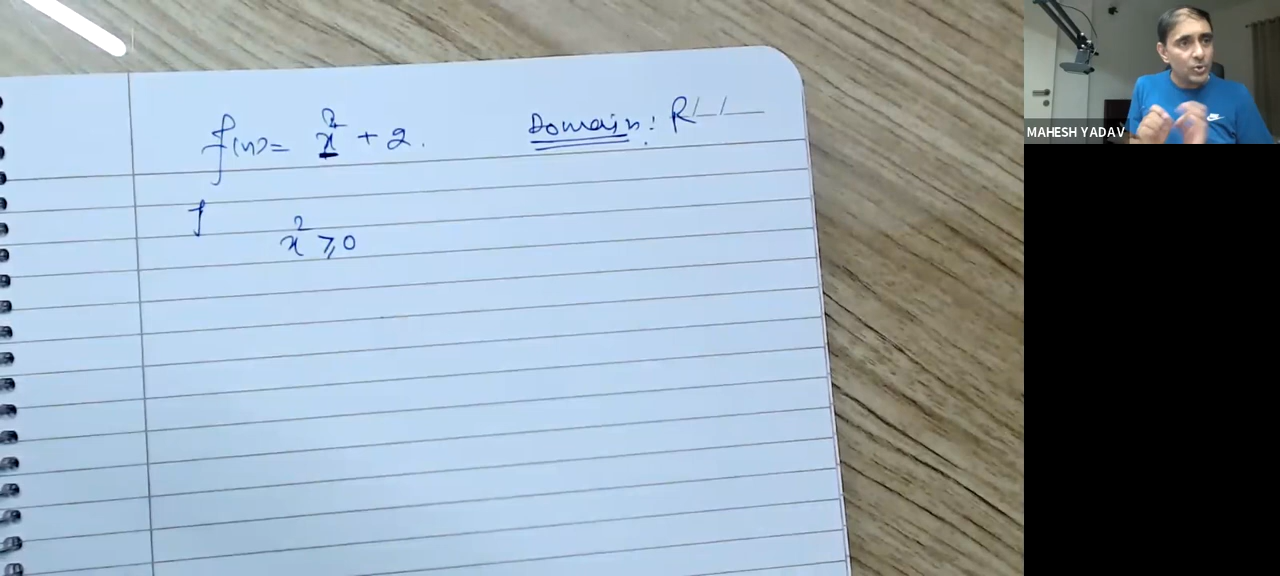 f(x) = x² + 2. Domain: R
x² ≥ 0
MAHESH YADAV